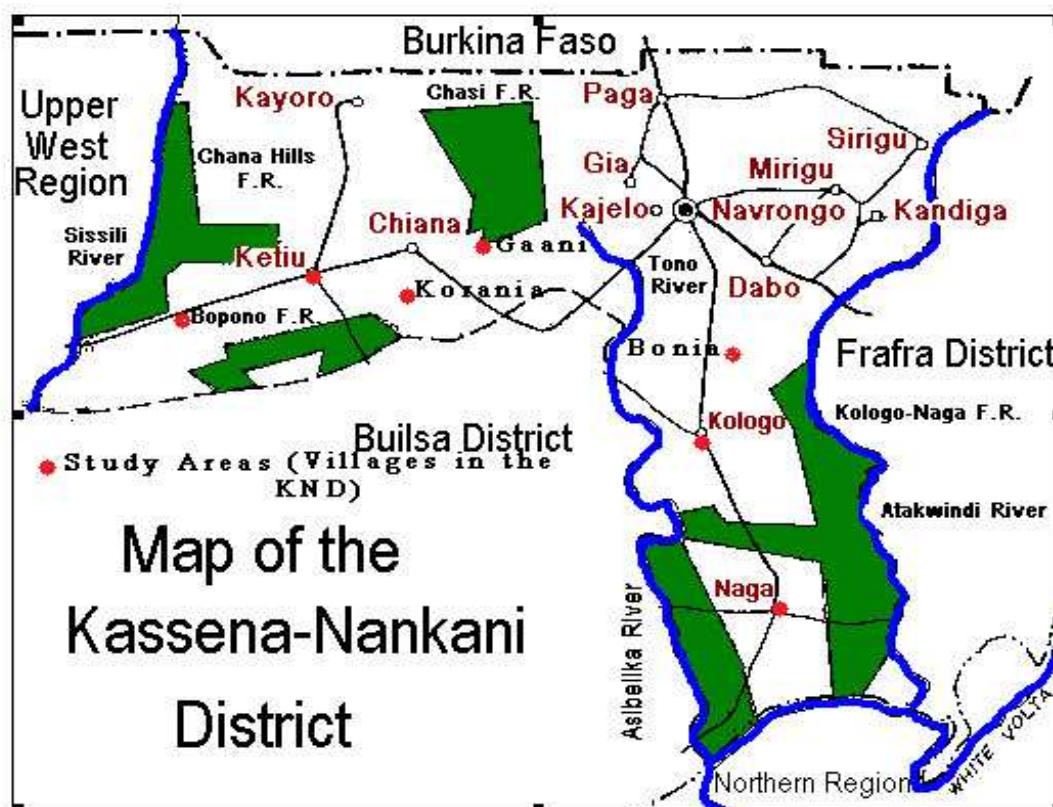 Burkina Faso
Upper
West
Region
Kayoro
Chasi F.R.
Paga
Sirigu
Chana Hills
F.R.
Gia
Mirigu
Kajelo
Navrongo
Kandiga
Sissili
River
Chiana
Gaani
Ketiu
Tono
River
Dabo
Korania
Bopono F.R.
Bonia
Frafra District
Kologo
Kologo-Naga F.R.
Builsa District
Study Areas (Villages in the
KND)
Atakwindi River
Map of the
Kassena-Nankani
District
Naga
Asibelika River
WHITE VOLTA
Northern Region